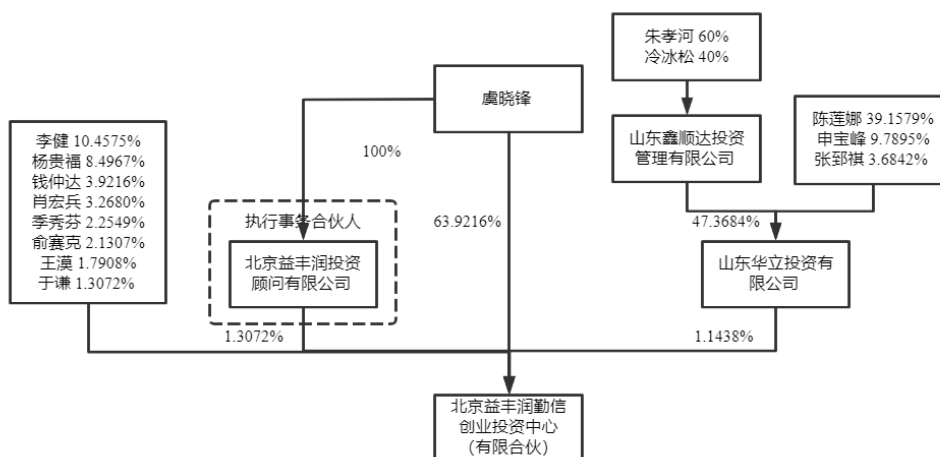 朱孝河 60%
冷冰松 40%
虞晓锋
李健 10.4575%
杨贵福 8.4967%
钱仲达 3.9216%
肖宏兵 3.2680%
季秀芬 2.2549%
俞赛克 2.1307%
王漠 1.7908%
于谦 1.3072%
100%
山东鑫顺达投资
管理有限公司
陈莲娜 39.1579%
申宝峰 9.7895%
张郅祺 3.6842%
执行事务合伙人
63.9216%
47.3684%
北京益丰润投资
顾问有限公司
山东华立投资有
限公司
1.3072%
1.1438%
北京益丰润勤信
创业投资中心
（有限合伙）